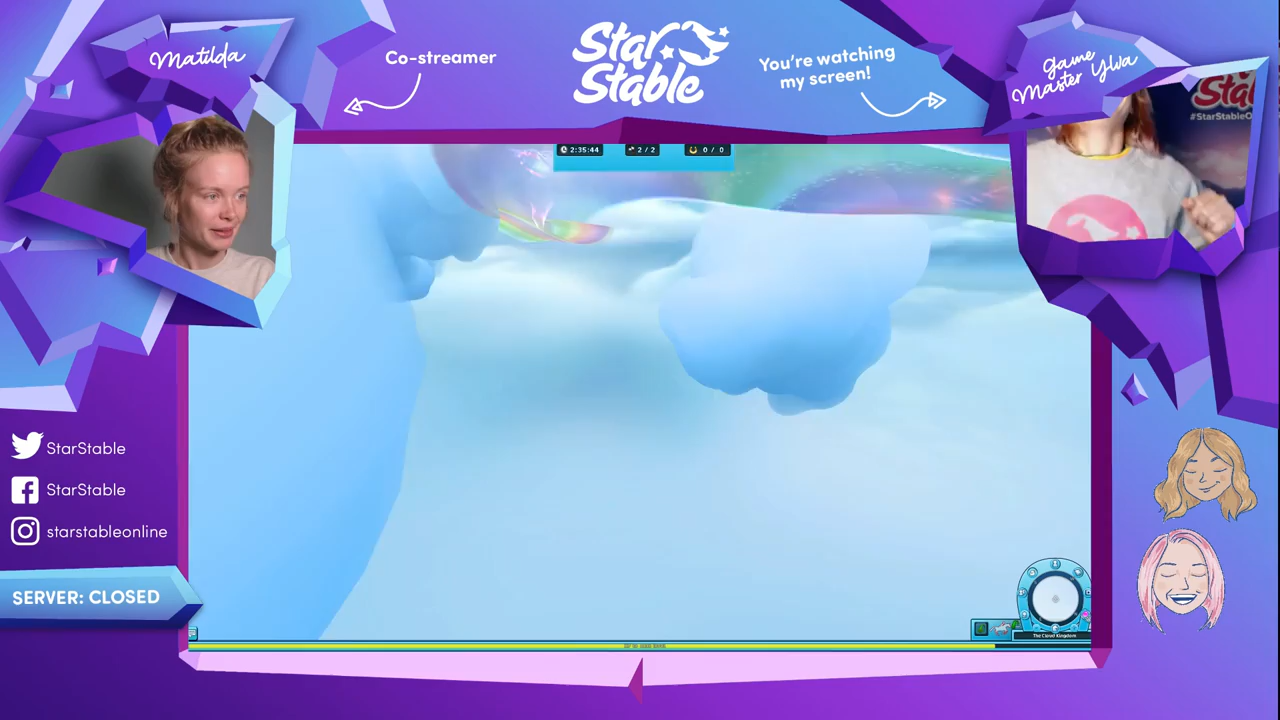 Matilda
Co-streamer
Star
Stable
You're watching
my screen!
Game
Master Ylva
#StarStableO
2:35:44
2 / 2
0 / 0
StarStable
StarStable
starstableonline
SERVER: CLOSED
The Cloud Kingdom